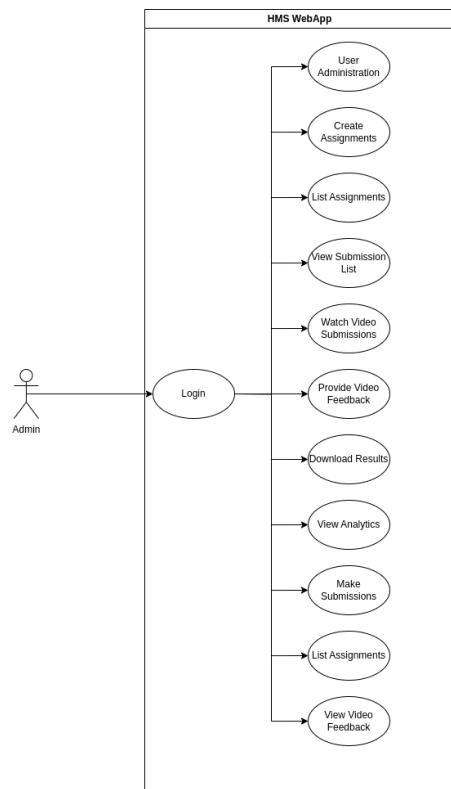 HMS WebApp
User
Administration
Create
Assignments
List Assignments
View Submission
List
Watch Video
Submissions
Admin
Login
Provide Video
Feedback
Download Results
View Analytics
Make
Submissions
List Assignments
View Video
Feedback